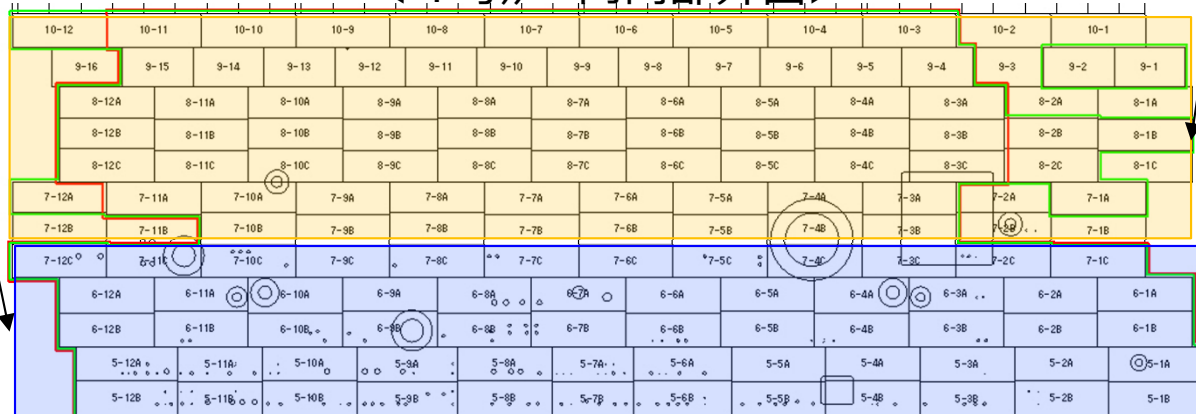 10-12 10-11 10-10 10-9 10-8 10-7 10-6 10-5 10-4 10-3 10-2 10-1
9-16 9-15 9-14 9-13 9-12 9-11 9-10 9-9 9-8 9-7 9-6 9-5 9-4 9-3 9-2 9-1
8-12A 8-11A 8-10A 8-9A 8-8A 8-7A 8-6A 8-5A 8-4A 8-3A 8-2A 8-1A
8-12B 8-11B 8-10B 8-9B 8-8B 8-7B 8-6B 8-5B 8-4B 8-3B 8-2B 8-1B
8-12C 8-11C 8-10C 8-9C 8-8C 8-7C 8-6C 8-5C 8-4C 8-3C 8-2C 8-1C
7-12A 7-11A 7-10A 7-9A 7-8A 7-7A 7-6A 7-5A 7-4A 7-3A 7-2A 7-1A
7-12B 7-11B 7-10B 7-9B 7-8B 7-7B 7-6B 7-5B 7-4B 7-3B 7-2B 7-1B
7-12C 7-11C 7-10C 7-9C 7-8C 7-7C 7-6C 7-5C 7-4C 7-3C 7-2C 7-1C
6-12A 6-11A 6-10A 6-9A 6-8A 6-7A 6-6A 6-5A 6-4A 6-3A 6-2A 6-1A
6-12B 6-11B 6-10B 6-9B 6-8B 6-7B 6-6B 6-5B 6-4B 6-3B 6-2B 6-1B
5-12A 5-11A 5-10A 5-9A 5-8A 5-7A 5-6A 5-5A 5-4A 5-3A 5-2A 5-1A
5-12B 5-11B 5-10B 5-9B 5-8B 5-7B 5-6B 5-5B 5-4B 5-3B 5-2B 5-1B